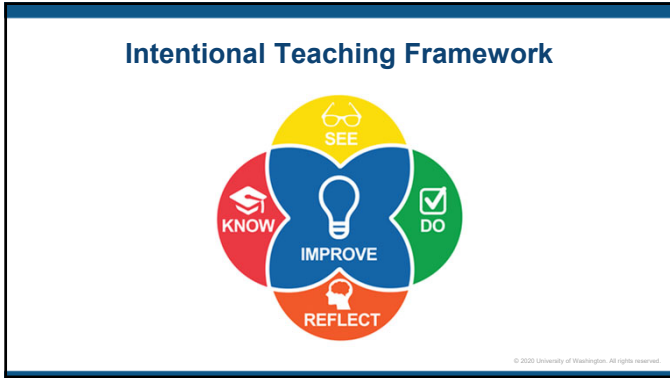 Intentional Teaching Framework
SEE
KNOW
DO
IMPROVE
REFLECT
© 2020 University of Washington. All rights reserved.